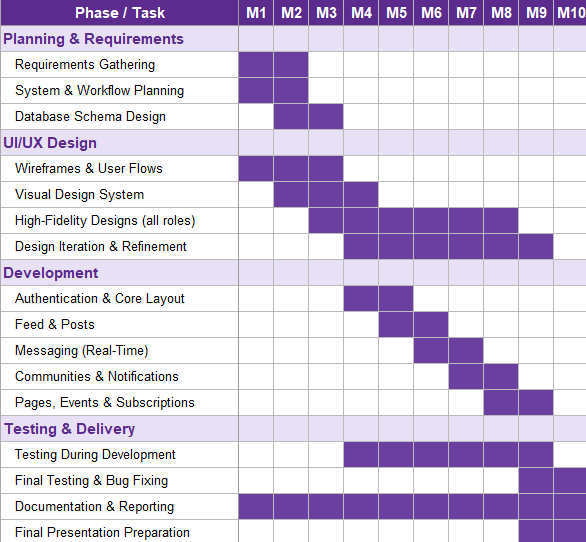 Phase / Task M1 M2 M3 M4 M5 M6 M7 M8 M9 M10
Planning & Requirements
Requirements Gathering
System & Workflow Planning
Database Schema Design
UI/UX Design
Wireframes & User Flows
Visual Design System
High-Fidelity Designs (all roles)
Design Iteration & Refinement
Development
Authentication & Core Layout
Feed & Posts
Messaging (Real-Time)
Communities & Notifications
Pages, Events & Subscriptions
Testing & Delivery
Testing During Development
Final Testing & Bug Fixing
Documentation & Reporting
Final Presentation Preparation